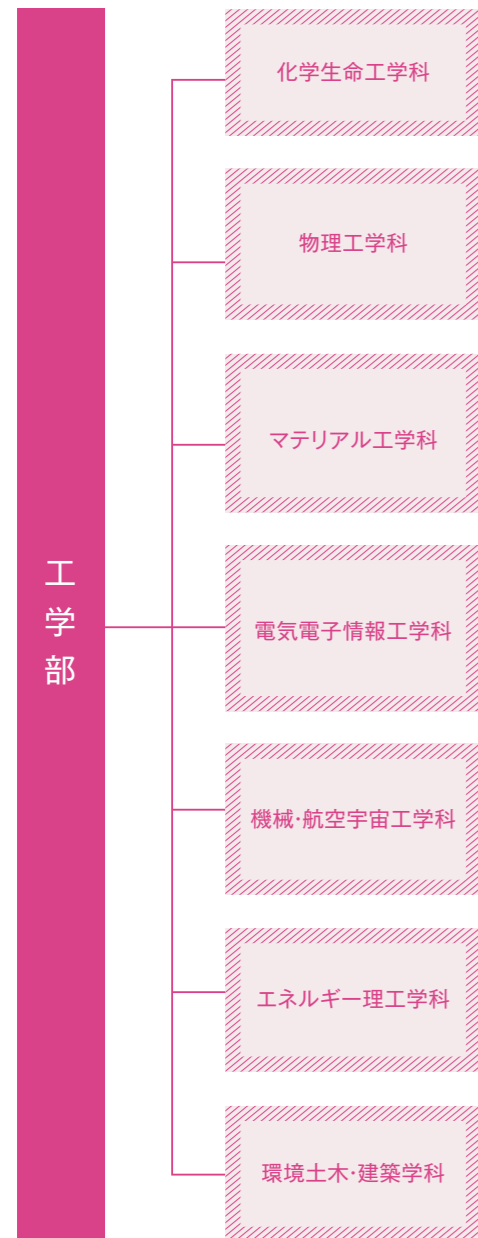 工学部
化学生命工学科
物理工学科
マテリアル工学科
電気電子情報工学科
機械·航空宇宙工学科
エネルギー理工学科
環境土木·建築学科